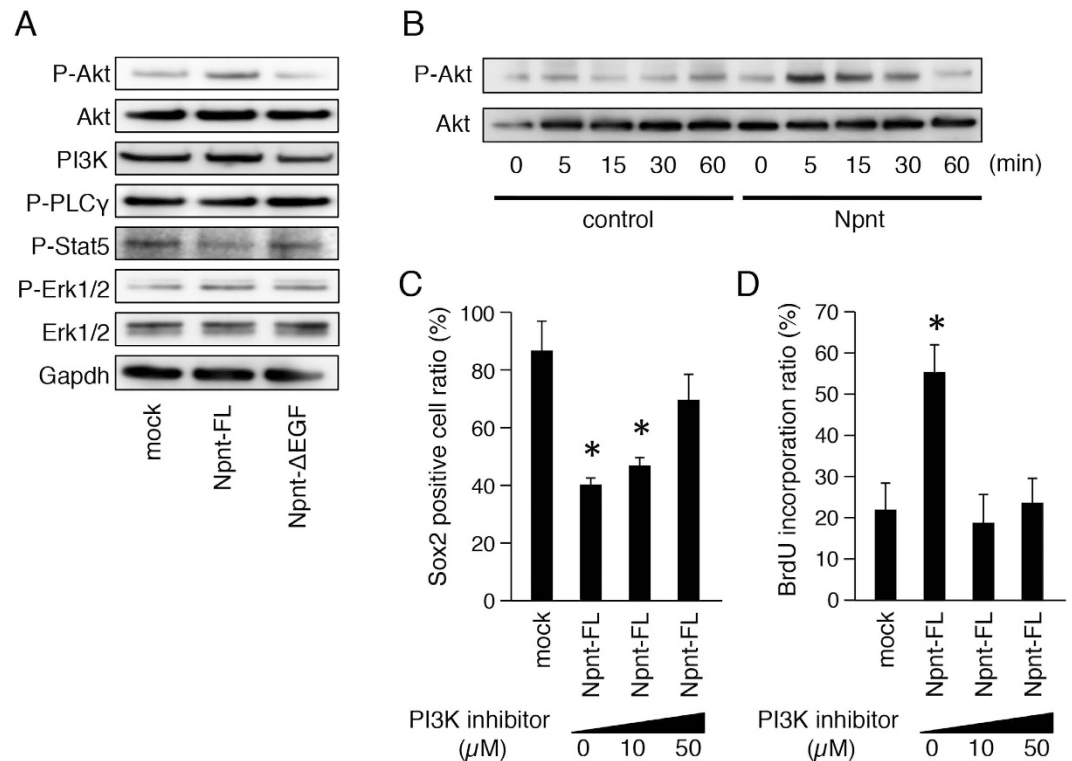 A
P-Akt
Akt
PI3K
P-PLCγ
P-Stat5
P-Erk1/2
Erk1/2
Gapdh
mock
Npnt-FL
Npnt-ΔEGF
B
P-Akt
Akt
0 5 15 30 60 0 5 15 30 60 (min)
control Npnt
C
Sox2 positive cell ratio (%)
100
80
60
40
20
0
*
*
mock
Npnt-FL
Npnt-FL
Npnt-FL
PI3K inhibitor
(μM) 0 10 50
D
BrdU incorporation ratio (%)
70
60
50
40
30
20
10
0
*
mock
Npnt-FL
Npnt-FL
Npnt-FL
PI3K inhibitor
(μM) 0 10 50